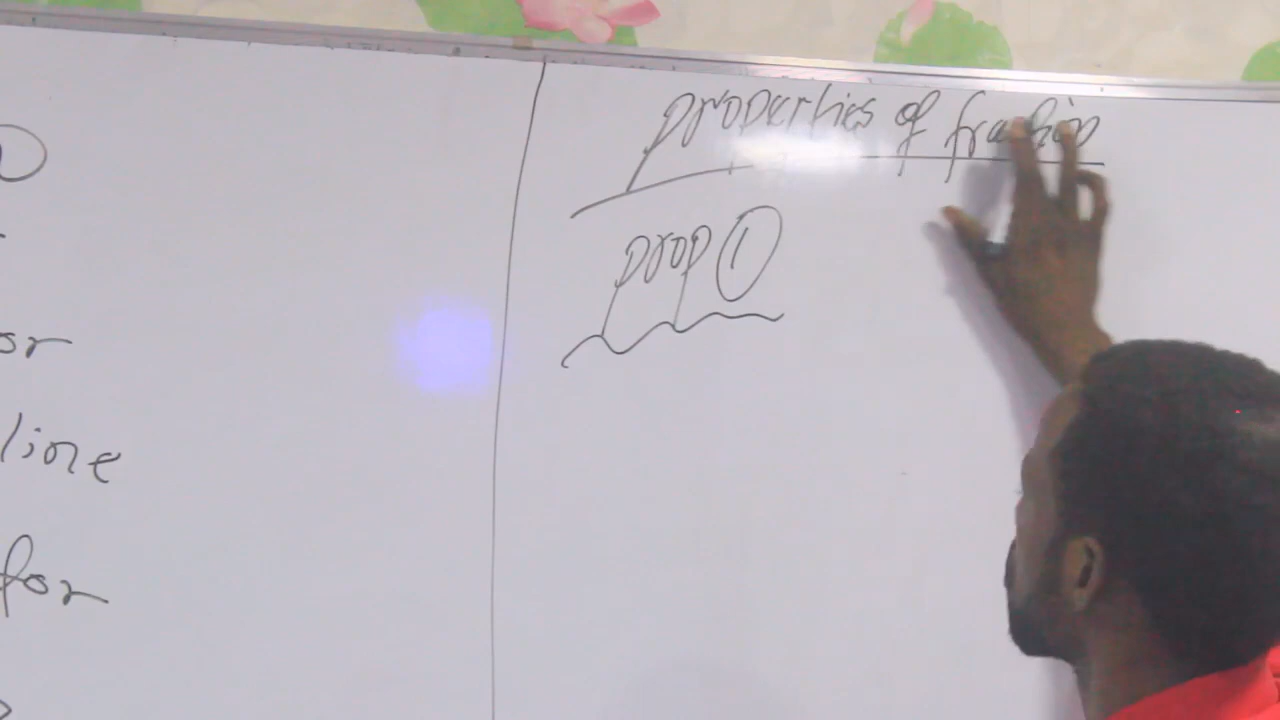 or
line
for
properties of fraction
prop ①